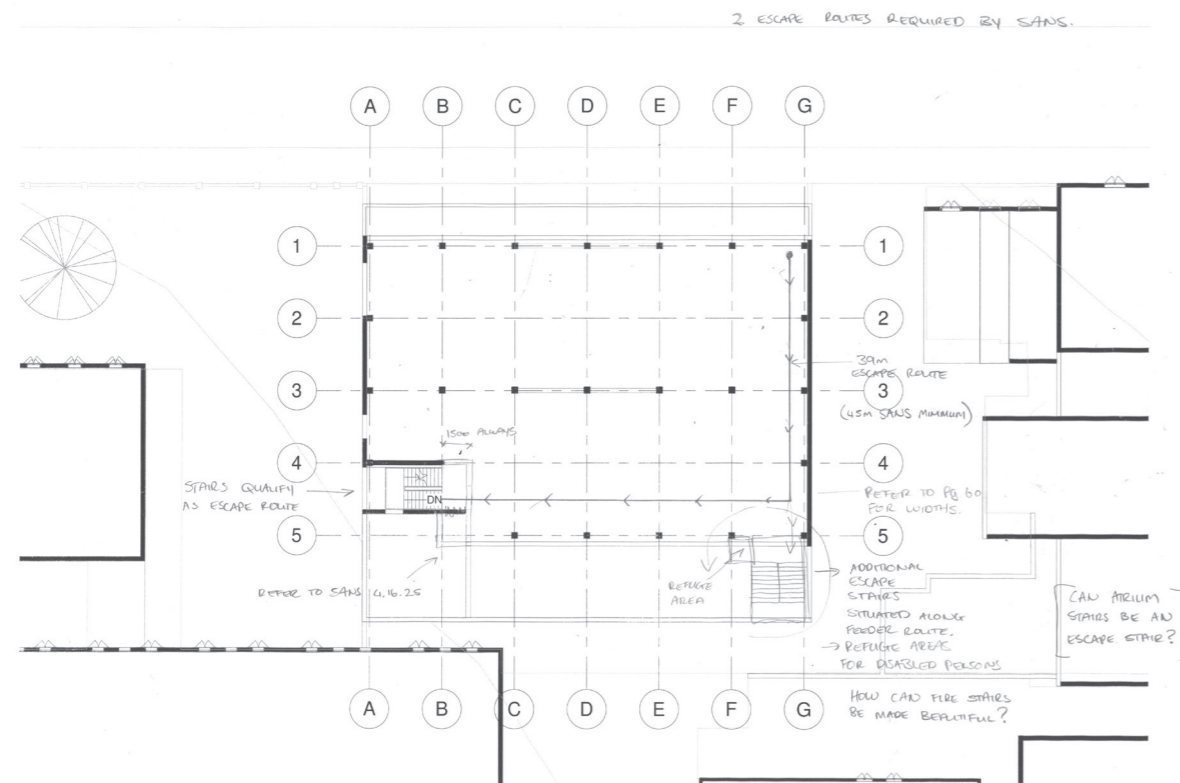 2 ESCAPE ROUTES REQUIRED BY SANS.
A B C D E F G
1 1
2 2
39m
ESCAPE ROUTE
3 3
(45m SANS MINIMUM)
1500 ALWAYS
4 4
STAIRS QUALIFY
AS ESCAPE ROUTE
DN
REFER TO PG 60
FOR WIDTHS.
5 5
REFER TO SANS 4.16.25
REFUGE
AREA
ADDITIONAL
ESCAPE
STAIRS
SITUATED ALONG
FEEDER ROUTE.
→ REFUGE AREAS
FOR DISABLED PERSONS
CAN ATRIUM
STAIRS BE AN
ESCAPE STAIR?
HOW CAN FIRE STAIRS
BE MADE BEAUTIFUL?
A B C D E F G